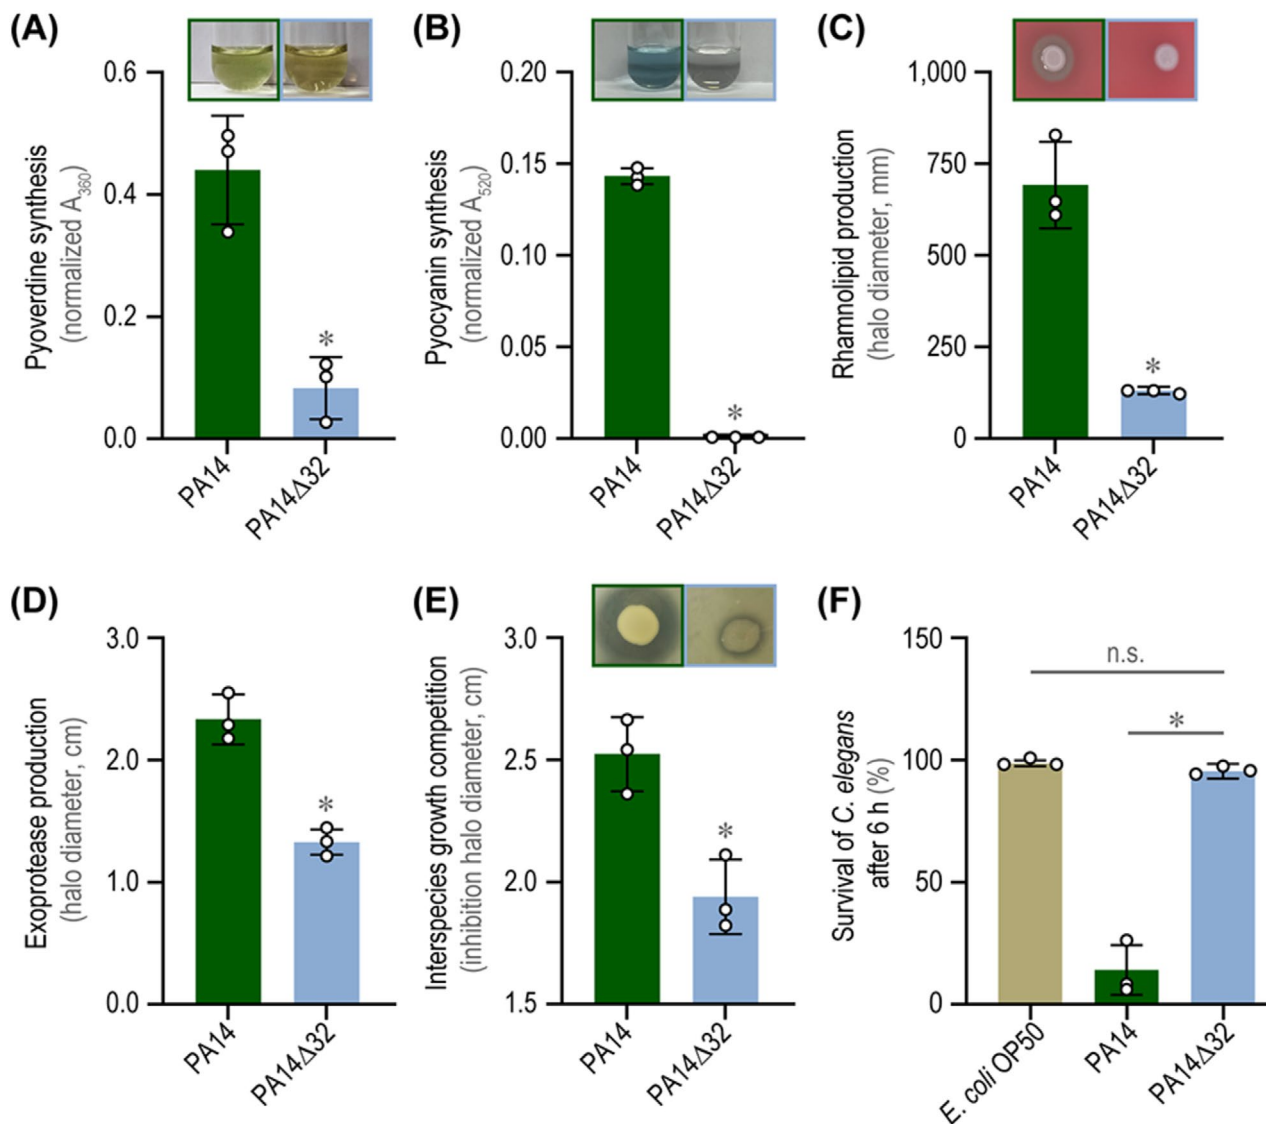 (A)
Pyoverdine synthesis
(normalized A360)
0.6
0.4
0.2
0.0
*
PA14
PA14Δ32
(B)
Pyocyanin synthesis
(normalized A520)
0.20
0.15
0.10
0.05
0.00
*
PA14
PA14Δ32
(C)
Rhamnolipid production
(halo diameter, mm)
1,000
750
500
250
0
*
PA14
PA14Δ32
(D)
Exoprotease production
(halo diameter, cm)
3.0
2.0
1.0
0.0
*
PA14
PA14Δ32
(E)
Interspecies growth competition
(inhibition halo diameter, cm)
3.0
2.5
2.0
1.5
*
PA14
PA14Δ32
(F)
Survival of C. elegans
after 6 h (%)
150
100
50
0
n.s.
*
E. coli OP50
PA14
PA14Δ32